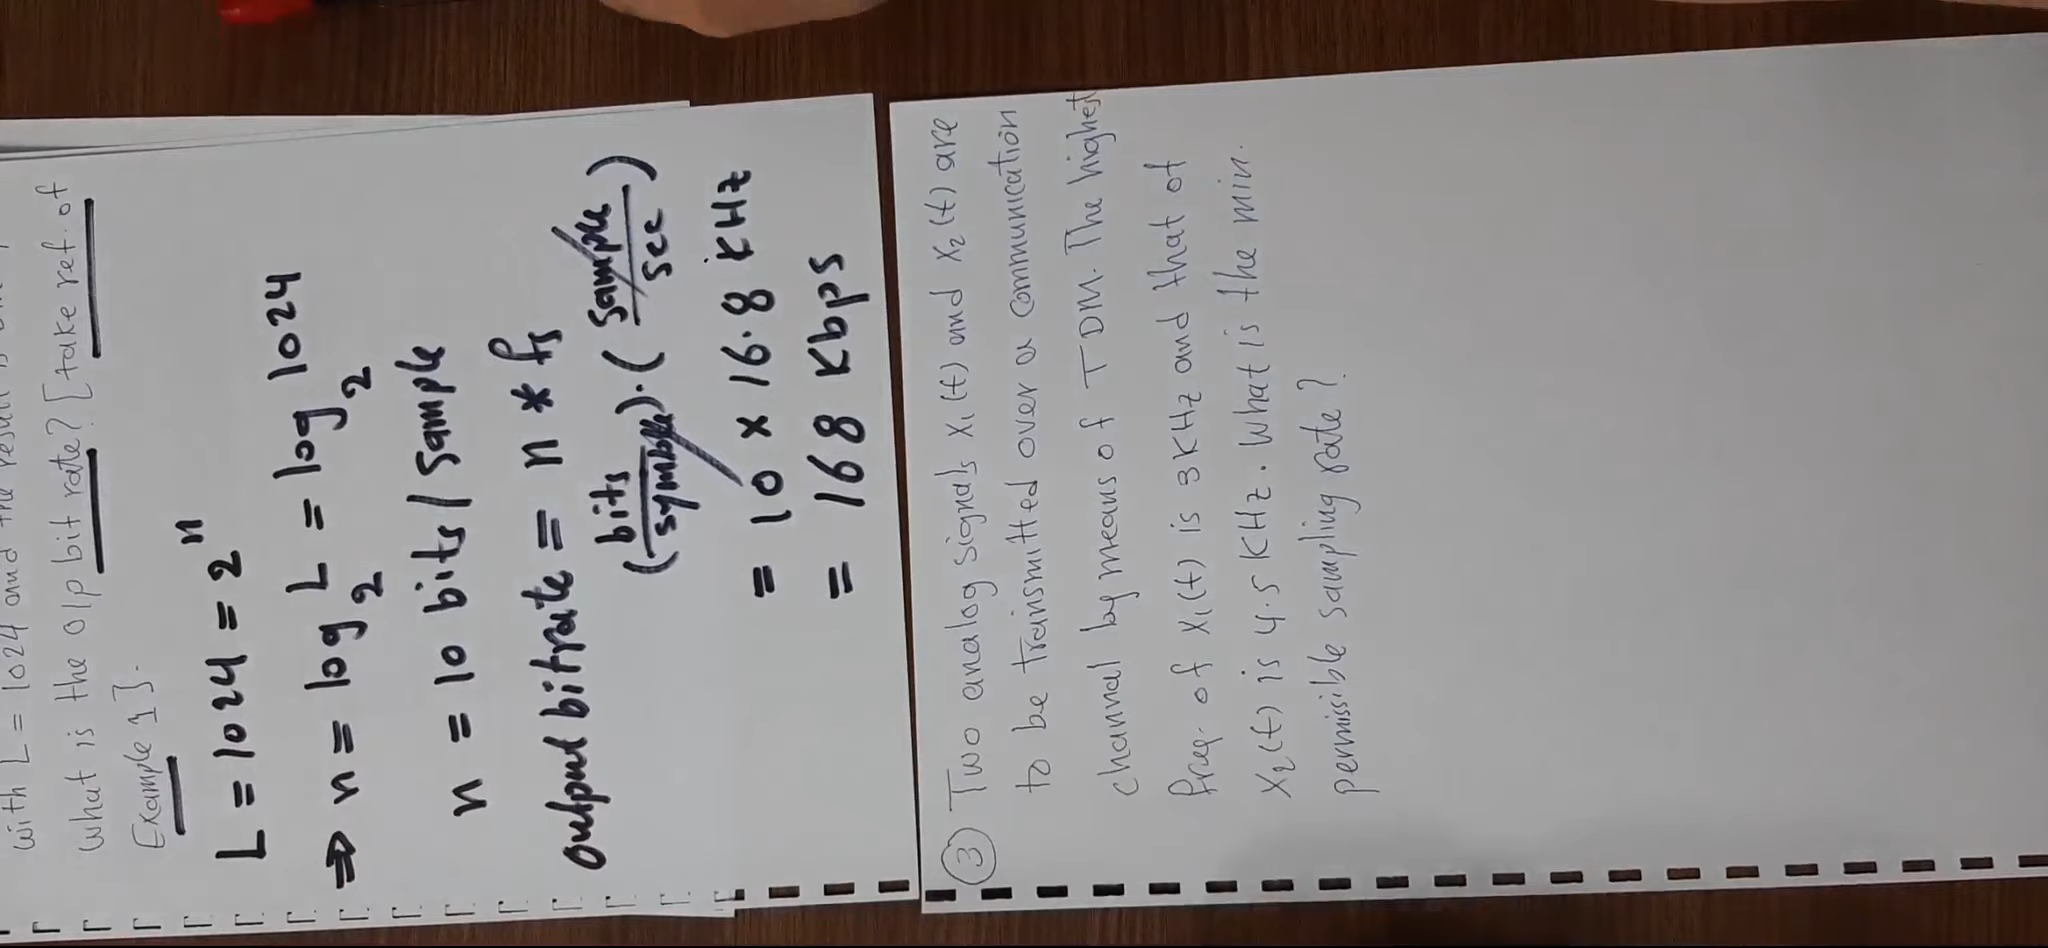 with L = 1024 and the result is
what is the o/p bit rate? [take ref. of
Example 1].
L = 1024 = 2^n
⇒ n = log₂ L = log₂ 1024
n = 10 bits / sample
output bitrate = n * fs
(bits/symbol).(sample/sec)
= 10 × 16.8 kHz
= 168 Kbps
③ Two analog signals x₁(t) and x₂(t) are
to be transmitted over a communication
channal by means of TDM. The highest
freq. of x₁(t) is 3KHz and that of
x₂(t) is 4.5 KHz. What is the min.
permissible sampling rate?